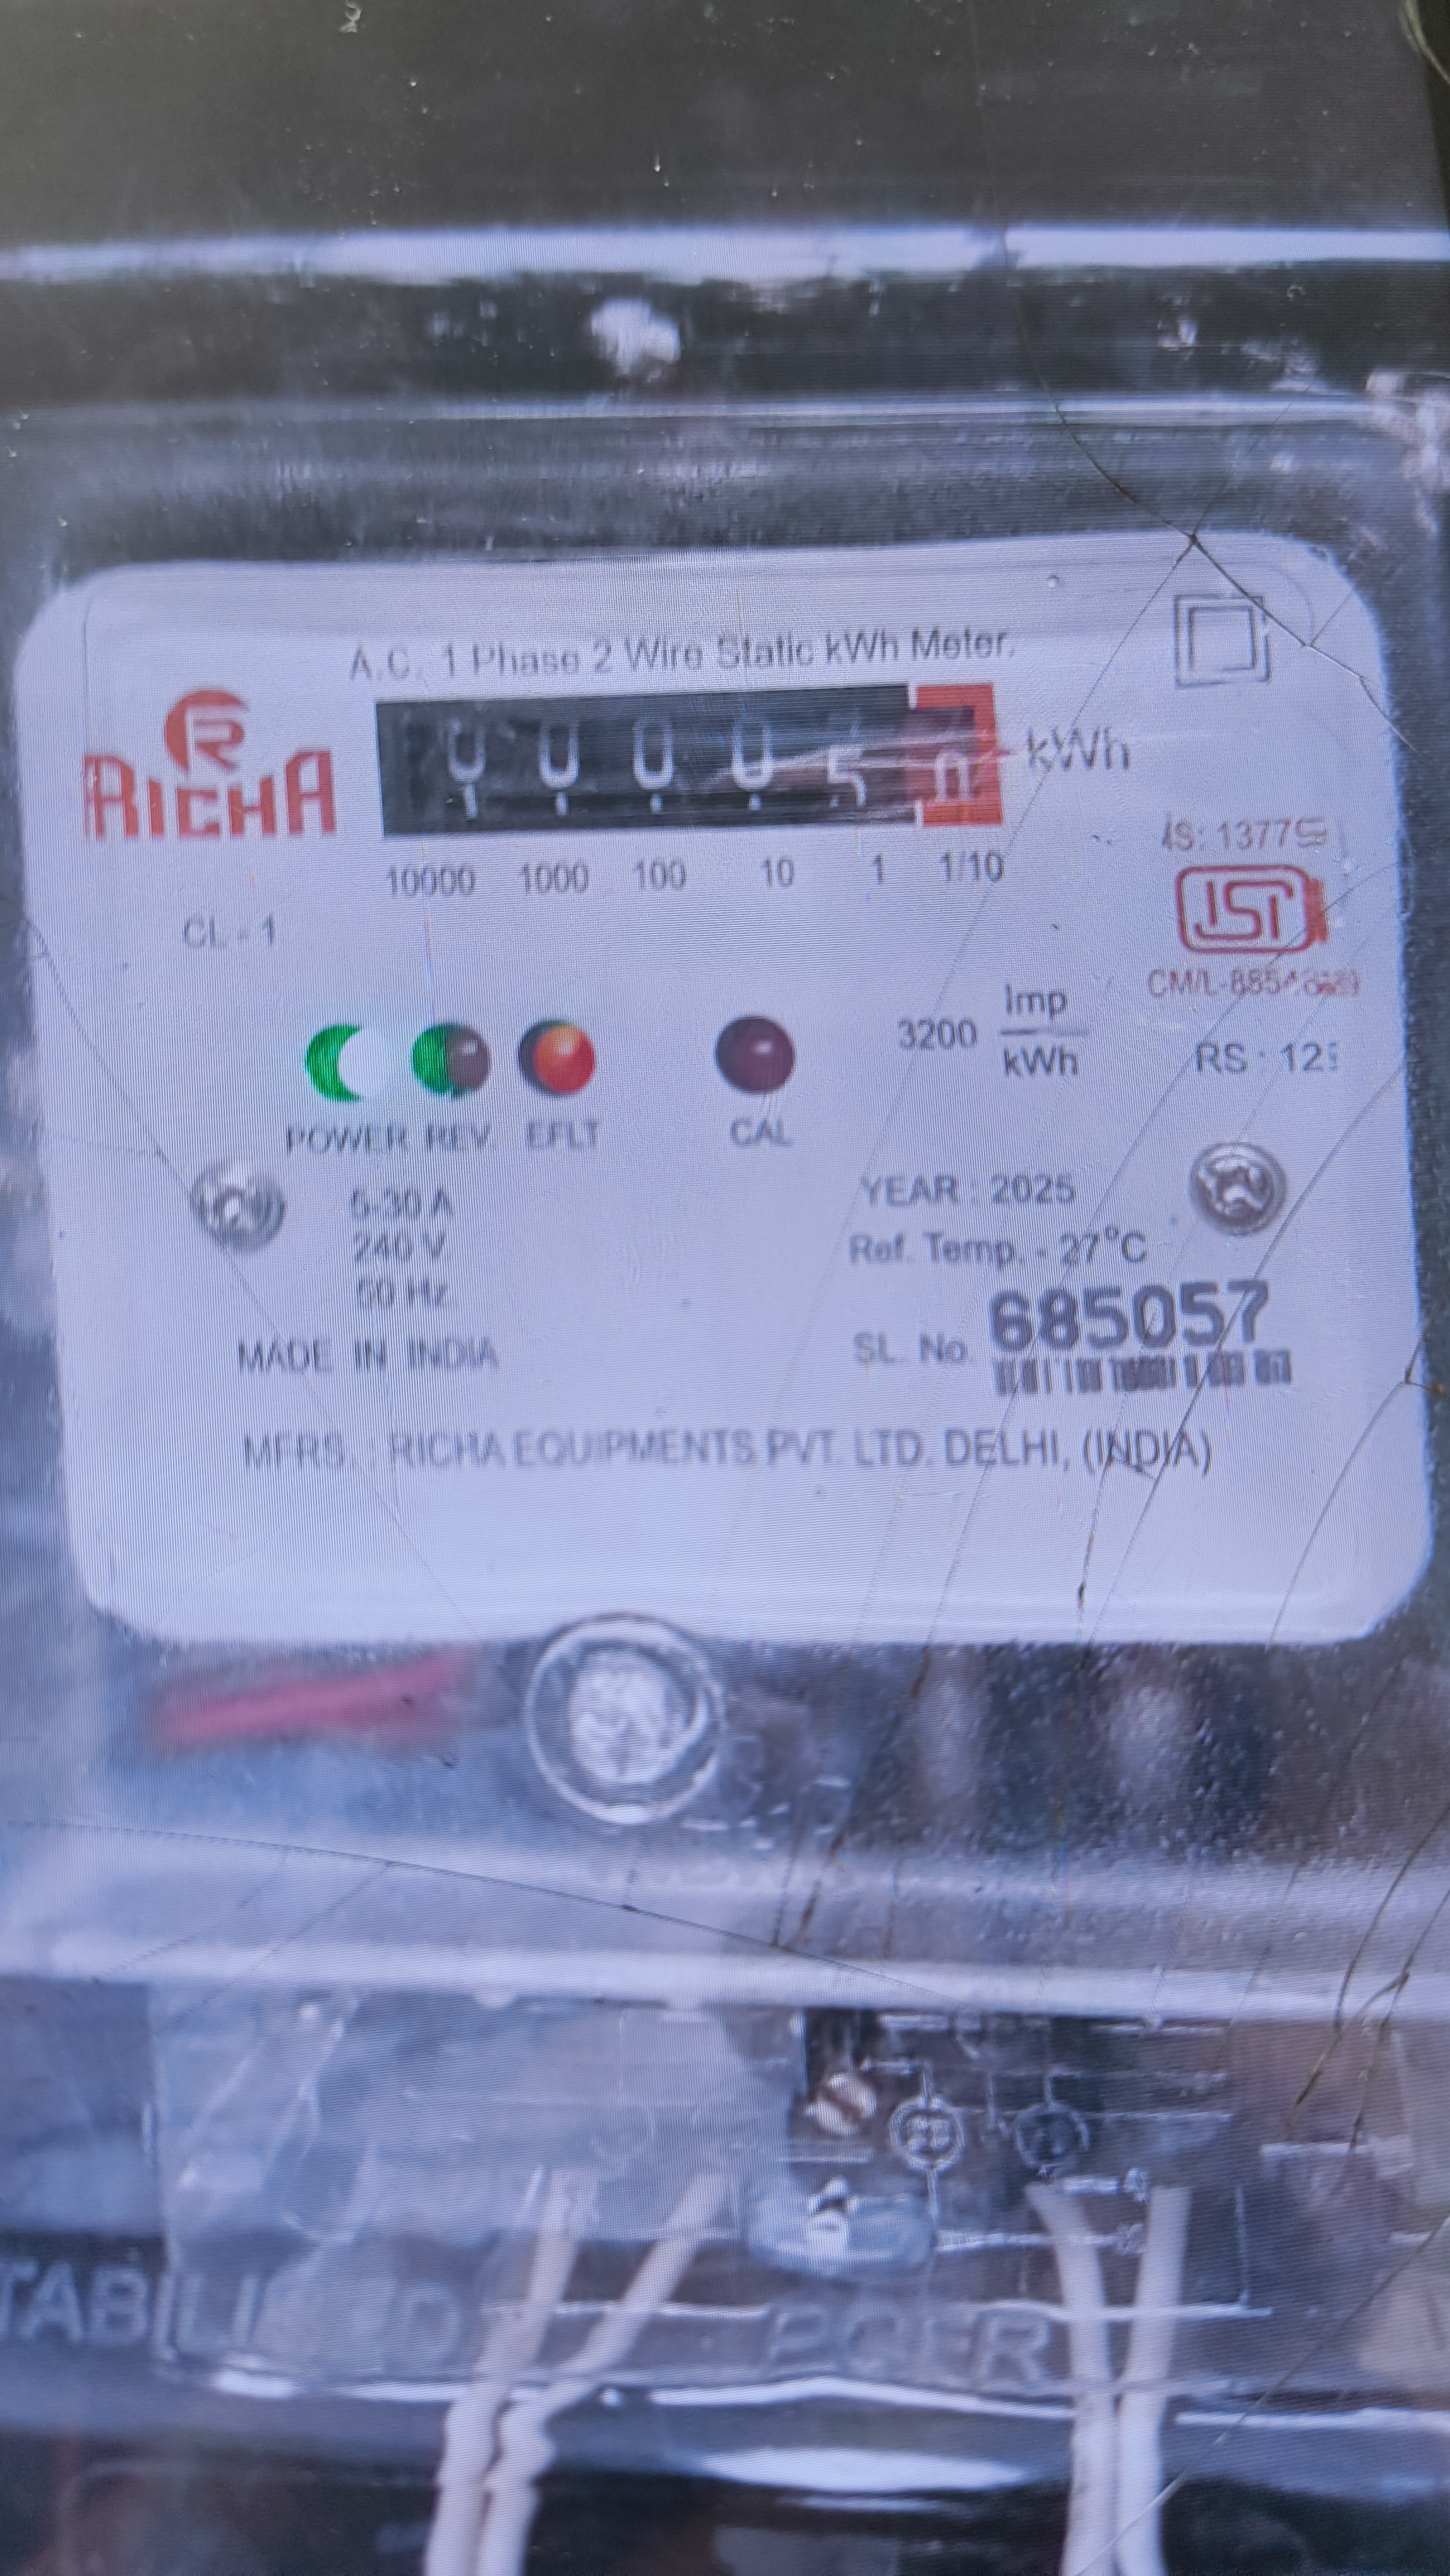 A.C. 1 Phase 2 Wire Static kWh Meter.
RICHA
kWh
10000 1000 100 10 1 1/10
IS: 13779
CL - 1
ISI
3200 Imp/kWh
RS : 12
POWER REV. EFLT CAL
5-30 A
240 V
50 Hz
YEAR : 2025
Ref. Temp. - 27°C
MADE IN INDIA
SL. No. 685057
MFRS. : RICHA EQUIPMENTS PVT. LTD. DELHI, (INDIA)